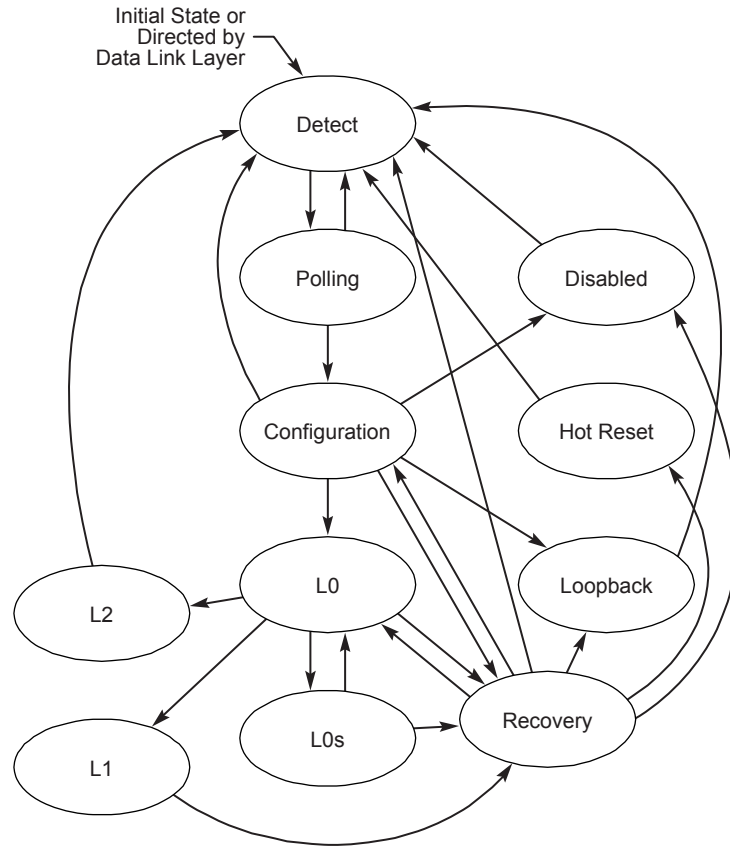 Initial State or
Directed by
Data Link Layer
Detect
Polling
Disabled
Configuration
Hot Reset
L0
Loopback
L2
Recovery
L0s
L1